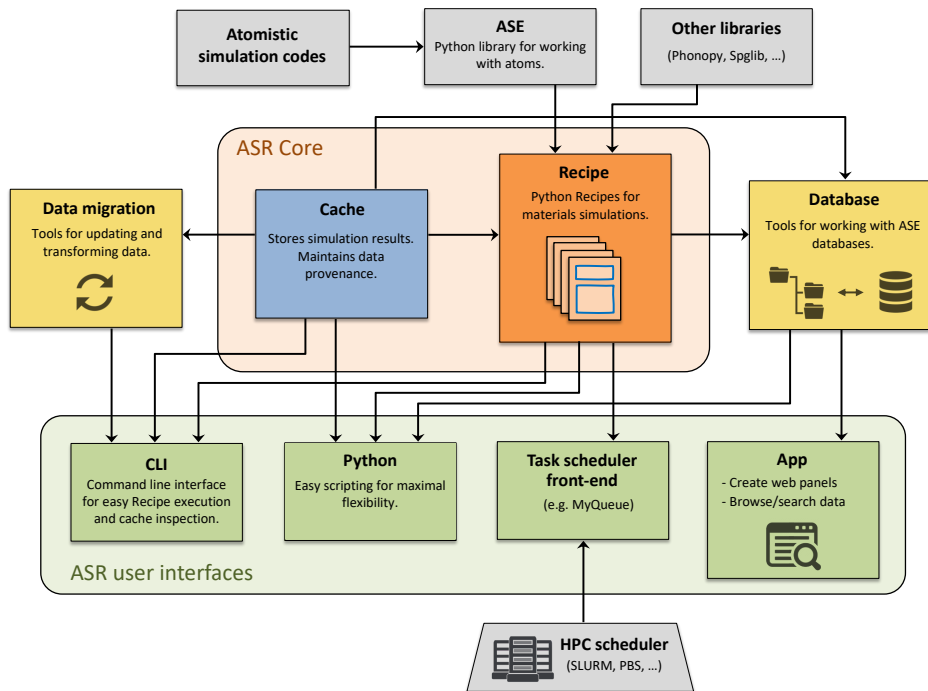 Atomistic
simulation codes
ASE
Python library for working
with atoms.
Other libraries
(Phonopy, Spglib, ...)
ASR Core
Data migration
Tools for updating and
transforming data.
Cache
Stores simulation results.
Maintains data
provenance.
Recipe
Python Recipes for
materials simulations.
Database
Tools for working with ASE
databases.
CLI
Command line interface
for easy Recipe execution
and cache inspection.
Python
Easy scripting for maximal
flexibility.
Task scheduler
front-end
(e.g. MyQueue)
App
- Create web panels
- Browse/search data
ASR user interfaces
HPC scheduler
(SLURM, PBS, ...)